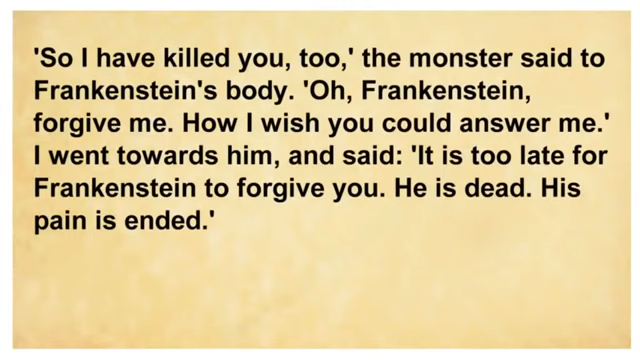 'So I have killed you, too,' the monster said to
Frankenstein's body. 'Oh, Frankenstein,
forgive me. How I wish you could answer me.'
I went towards him, and said: 'It is too late for
Frankenstein to forgive you. He is dead. His
pain is ended.'